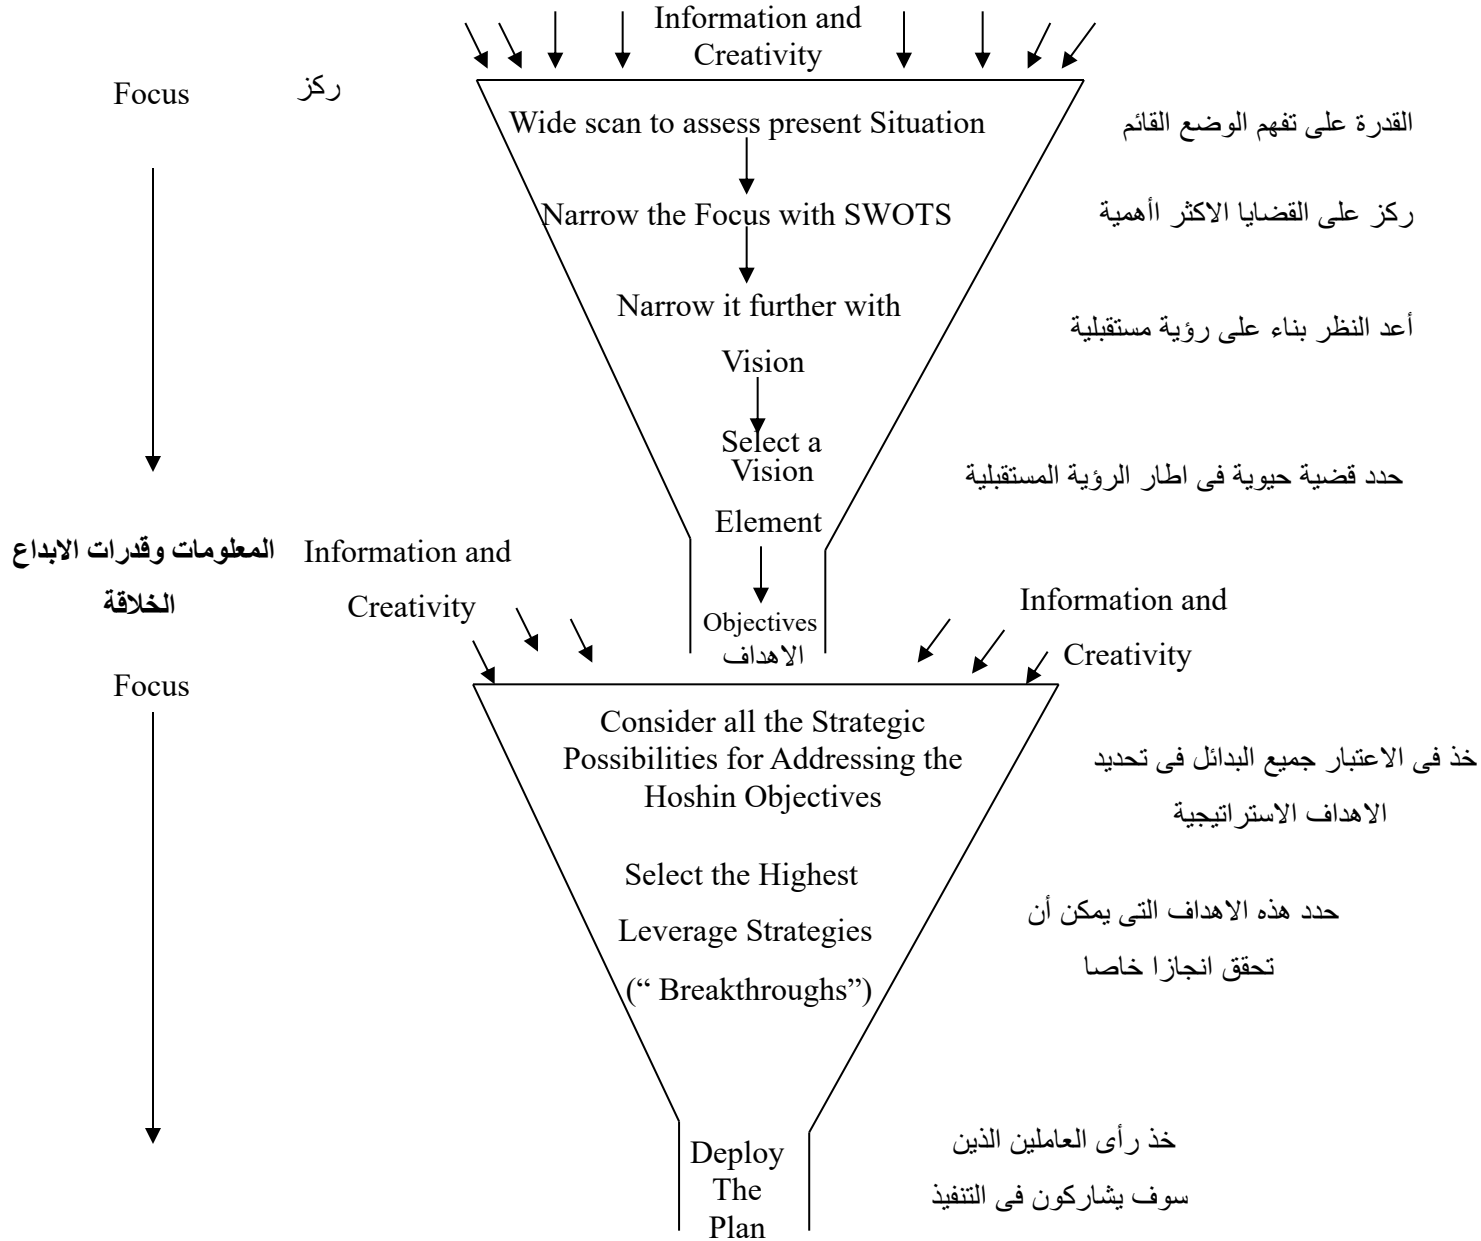 Information and
Creativity
Focus
ركز
Wide scan to assess present Situation
القدرة على تفهم الوضع القائم
Narrow the Focus with SWOTS
ركز على القضايا الاكثر اأهمية
Narrow it further with
Vision
أعد النظر بناء على رؤية مستقبلية
Select a
Vision
Element
حدد قضية حيوية فى اطار الرؤية المستقبلية
المعلومات وقدرات الابداع
الخلاقة
Information and
Creativity
Objectives
الاهداف
Information and
Creativity
Focus
Consider all the Strategic
Possibilities for Addressing the
Hoshin Objectives
خذ فى الاعتبار جميع البدائل فى تحديد
الاهداف الاستراتيجية
Select the Highest
Leverage Strategies
(“ Breakthroughs”)
حدد هذه الاهداف التى يمكن أن
تحقق انجازا خاصا
Deploy
The
Plan
خذ رأى العاملين الذين
سوف يشاركون فى التنفيذ